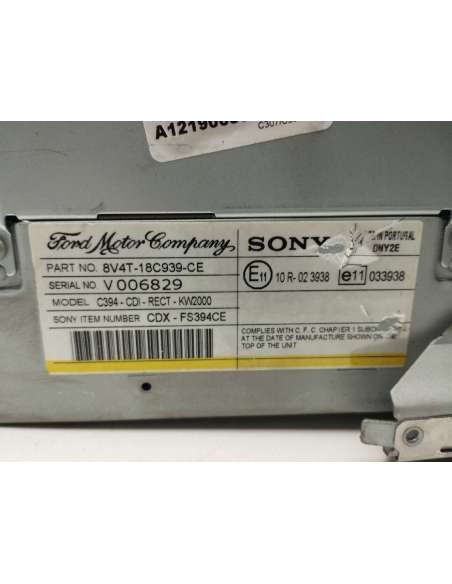 Ford Motor Company
PART NO. 8V4T-18C939-CE
SERIAL NO V006829
MODEL C394 - CDI - RECT - KW2000
SONY ITEM NUMBER CDX - FS394CE
SONY
IN PORTUGAL
DNY2E
E11 10 R - 02 3938 e11 033938
COMPLIES WITH C. F. C CHAPTER 1
AT THE DATE OF MANUFACTURE SHOWN ON
TOP OF THE UNIT